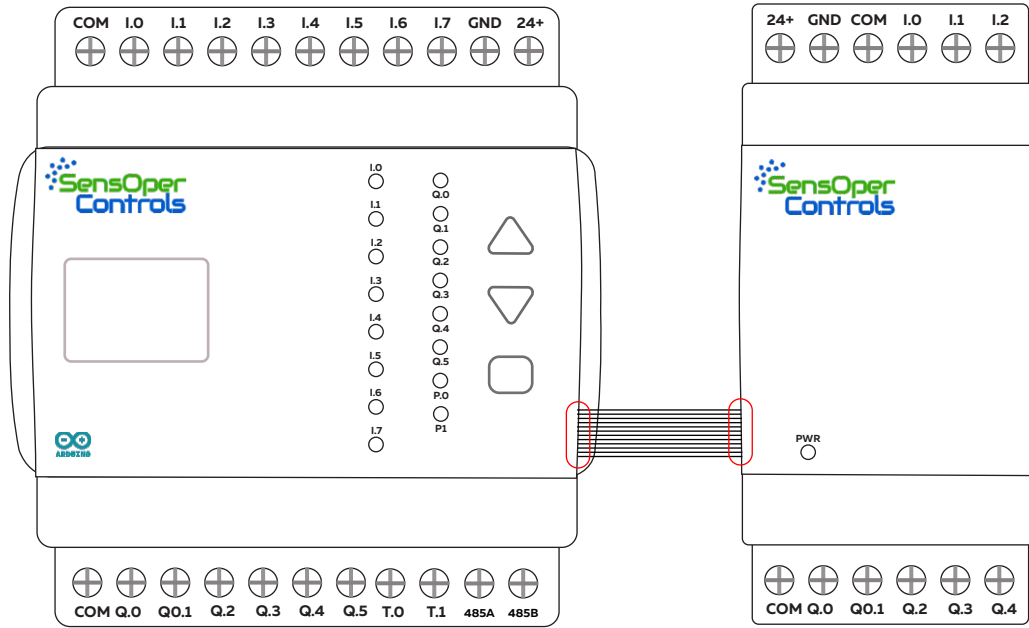 COM I.0 I.1 I.2 I.3 I.4 I.5 I.6 I.7 GND 24+
SensOper
Controls
I.0
I.1
I.2
I.3
I.4
I.5
I.6
I.7
Q.0
Q.1
Q.2
Q.3
Q.4
Q.5
P.0
P1
ARDUINO
COM Q.0 Q0.1 Q.2 Q.3 Q.4 Q.5 T.0 T.1 485A 485B
24+ GND COM I.0 I.1 I.2
SensOper
Controls
PWR
COM Q.0 Q0.1 Q.2 Q.3 Q.4